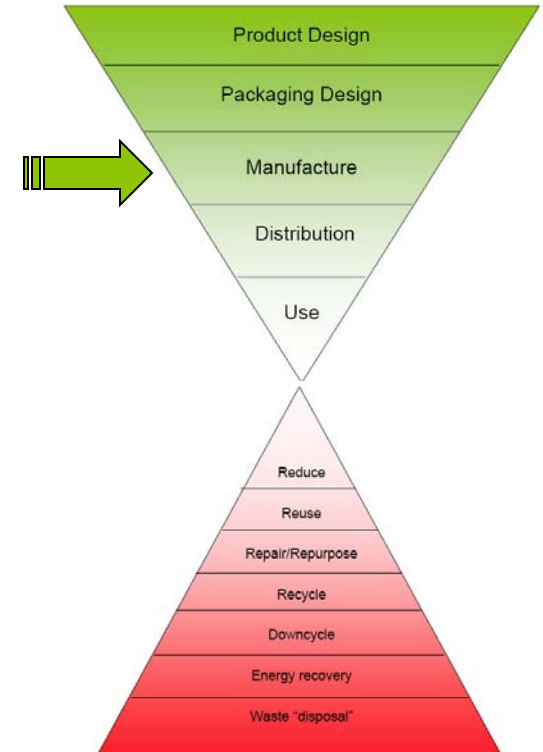 Product Design
Packaging Design
Manufacture
Distribution
Use
Reduce
Reuse
Repair/Repurpose
Recycle
Downcycle
Energy recovery
Waste "disposal"